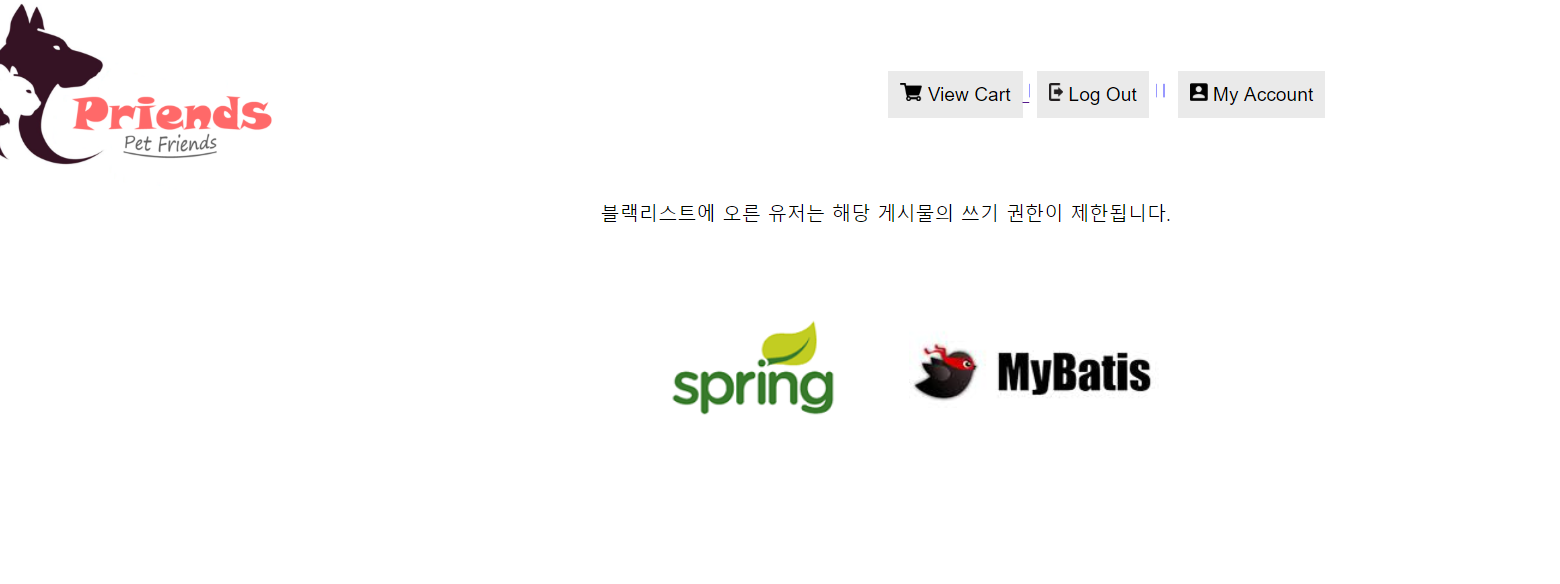 Priends
Pet Friends
View Cart
Log Out
My Account
블랙리스트에 오른 유저는 해당 게시물의 쓰기 권한이 제한됩니다.
spring
MyBatis